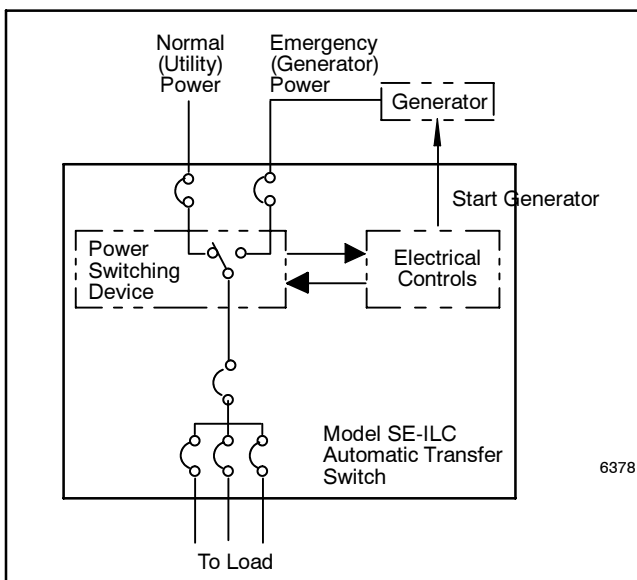 Normal
(Utility)
Power
Emergency
(Generator)
Power
Generator
Start Generator
Power
Switching
Device
Electrical
Controls
Model SE-ILC
Automatic Transfer
Switch
6378
To Load